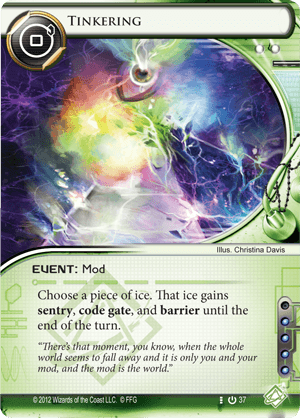 TINKERING
0
Illus. Christina Davis
EVENT: Mod
Choose a piece of ice. That ice gains
sentry, code gate, and barrier until the
end of the turn.
“There’s that moment, you know, when the whole
world seems to fall away and it is only you and your
mod, and the mod is the world.”
© 2012 Wizards of the Coast LLC. © FFG
37